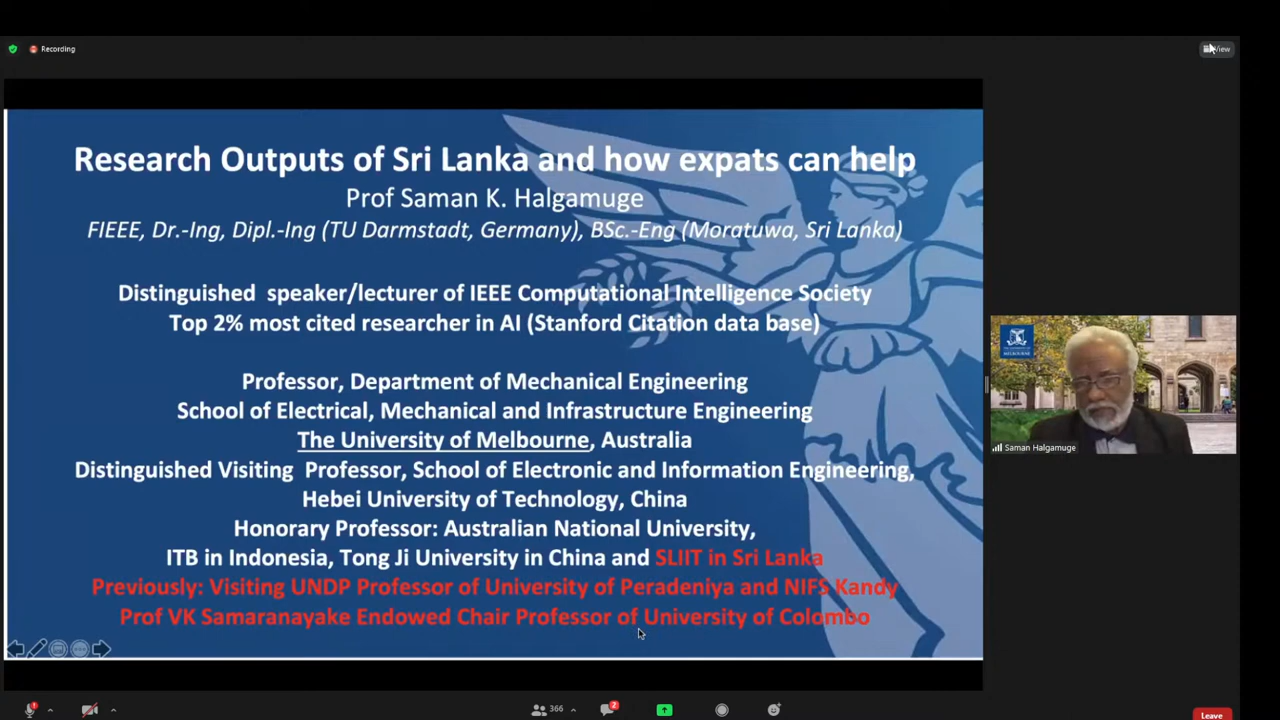 Recording
View
Research Outputs of Sri Lanka and how expats can help
Prof Saman K. Halgamuge
FIEEE, Dr.-Ing, Dipl.-Ing (TU Darmstadt, Germany), BSc.-Eng (Moratuwa, Sri Lanka)
Distinguished speaker/lecturer of IEEE Computational Intelligence Society
Top 2% most cited researcher in AI (Stanford Citation data base)
Professor, Department of Mechanical Engineering
School of Electrical, Mechanical and Infrastructure Engineering
The University of Melbourne, Australia
Distinguished Visiting Professor, School of Electronic and Information Engineering,
Hebei University of Technology, China
Honorary Professor: Australian National University,
ITB in Indonesia, Tong Ji University in China and SLIIT in Sri Lanka
Previously: Visiting UNDP Professor of University of Peradeniya and NIFS Kandy
Prof VK Samaranayake Endowed Chair Professor of University of Colombo
MELBOURNE
Saman Halgamuge
366
2
Leave